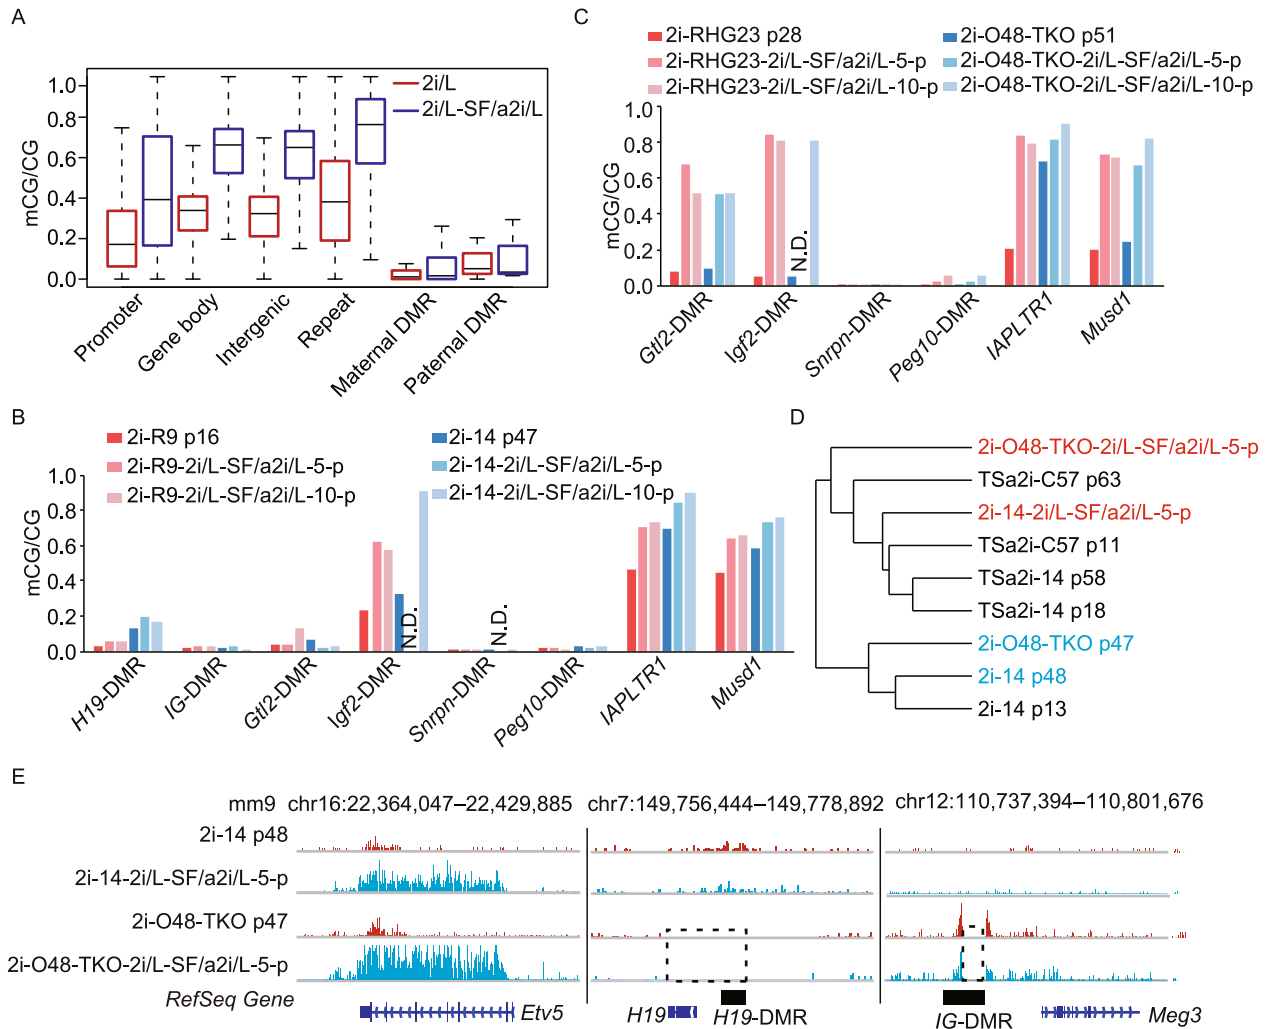 A
1.0
0.8
0.6
0.4
0.2
0.0
mCG/CG
2i/L
2i/L-SF/a2i/L
Promoter
Gene body
Intergenic
Repeat
Maternal DMR
Paternal DMR
C
2i-RHG23 p28
2i-RHG23-2i/L-SF/a2i/L-5-p
2i-RHG23-2i/L-SF/a2i/L-10-p
2i-O48-TKO p51
2i-O48-TKO-2i/L-SF/a2i/L-5-p
2i-O48-TKO-2i/L-SF/a2i/L-10-p
1.0
0.8
0.6
0.4
0.2
0.0
mCG/CG
N.D.
Gtl2-DMR
Igf2-DMR
Snrpn-DMR
Peg10-DMR
IAPLTR1
Musd1
B
2i-R9 p16
2i-R9-2i/L-SF/a2i/L-5-p
2i-R9-2i/L-SF/a2i/L-10-p
2i-14 p47
2i-14-2i/L-SF/a2i/L-5-p
2i-14-2i/L-SF/a2i/L-10-p
1.0
0.8
0.6
0.4
0.2
0.0
mCG/CG
N.D.
N.D.
H19-DMR
IG-DMR
Gtl2-DMR
Igf2-DMR
Snrpn-DMR
Peg10-DMR
IAPLTR1
Musd1
D
2i-O48-TKO-2i/L-SF/a2i/L-5-p
TSa2i-C57 p63
2i-14-2i/L-SF/a2i/L-5-p
TSa2i-C57 p11
TSa2i-14 p58
TSa2i-14 p18
2i-O48-TKO p47
2i-14 p48
2i-14 p13
E
mm9 chr16:22,364,047–22,429,885 chr7:149,756,444–149,778,892 chr12:110,737,394–110,801,676
2i-14 p48
2i-14-2i/L-SF/a2i/L-5-p
2i-O48-TKO p47
2i-O48-TKO-2i/L-SF/a2i/L-5-p
RefSeq Gene
Etv5
H19
H19-DMR
IG-DMR
Meg3